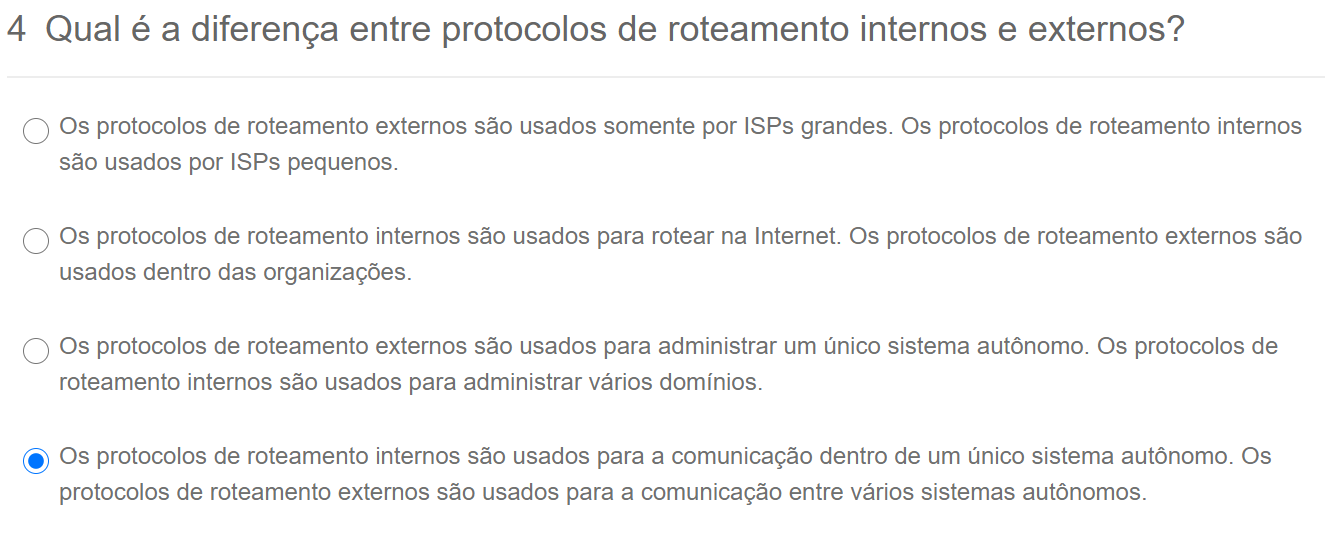 4 Qual é a diferença entre protocolos de roteamento internos e externos?
Os protocolos de roteamento externos são usados somente por ISPs grandes. Os protocolos de roteamento internos
são usados por ISPs pequenos.
Os protocolos de roteamento internos são usados para rotear na Internet. Os protocolos de roteamento externos são
usados dentro das organizações.
Os protocolos de roteamento externos são usados para administrar um único sistema autônomo. Os protocolos de
roteamento internos são usados para administrar vários domínios.
Os protocolos de roteamento internos são usados para a comunicação dentro de um único sistema autônomo. Os
protocolos de roteamento externos são usados para a comunicação entre vários sistemas autônomos.